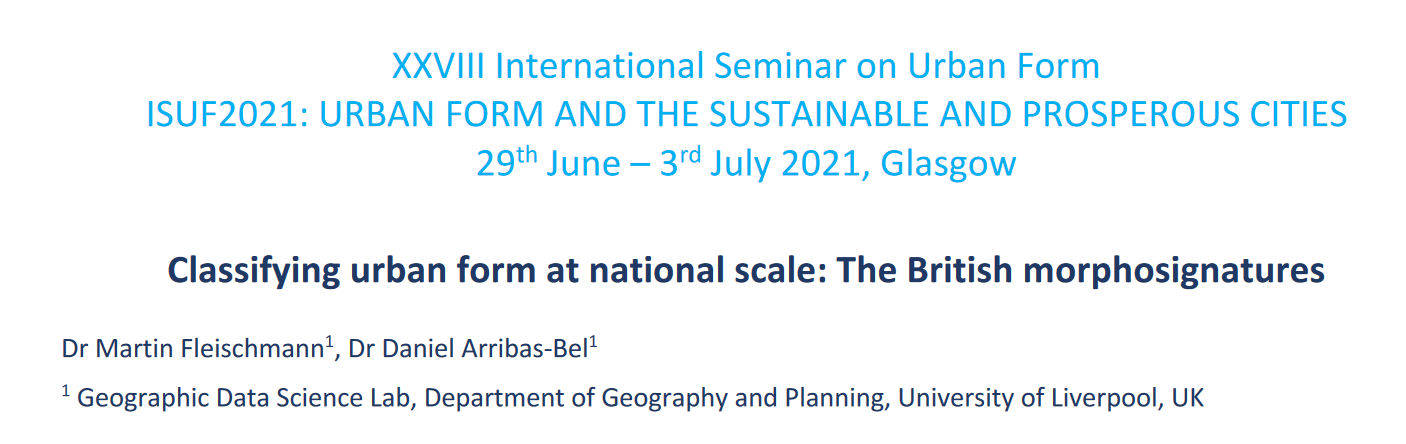 XXVIII International Seminar on Urban Form
ISUF2021: URBAN FORM AND THE SUSTAINABLE AND PROSPEROUS CITIES
29th June – 3rd July 2021, Glasgow
Classifying urban form at national scale: The British morphosignatures
Dr Martin Fleischmann1, Dr Daniel Arribas-Bel1
1 Geographic Data Science Lab, Department of Geography and Planning, University of Liverpool, UK